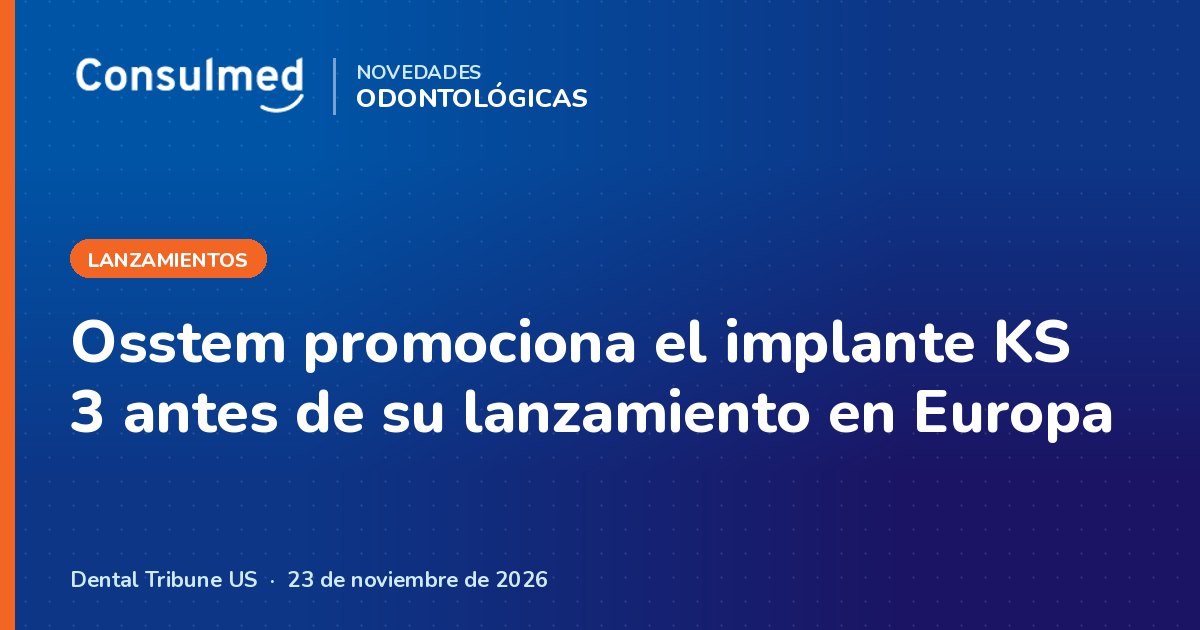 Consulmed
NOVEDADES
ODONTOLÓGICAS
LANZAMIENTOS
Osstem promociona el implante KS
3 antes de su lanzamiento en Europa
Dental Tribune US · 23 de noviembre de 2026